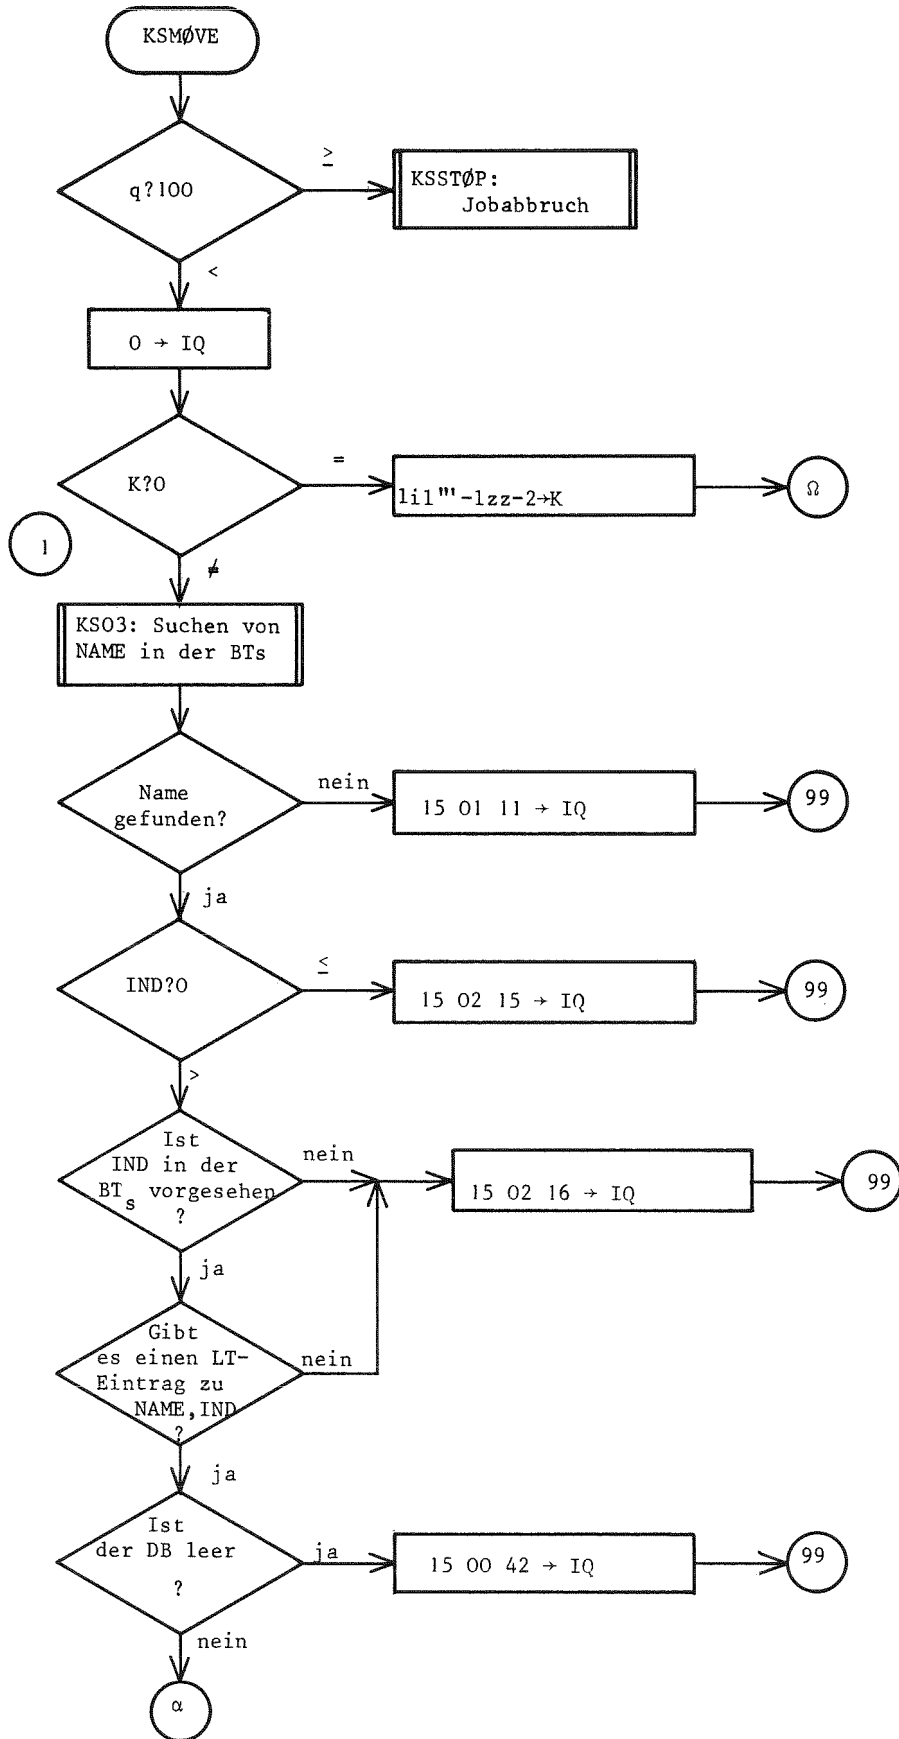 KSMØVE
q?100
≥
KSSTØP:
Jobabbruch
<
0 → IQ
K?0
=
lil"'-lzz-2→K
Ω
1
≠
KS03: Suchen von
NAME in der BTs
Name
gefunden?
nein
15 01 11 → IQ
99
ja
IND?0
≤
15 02 15 → IQ
99
>
Ist
IND in der
BTs vorgesehen
?
nein
15 02 16 → IQ
99
ja
Gibt
es einen LT-
Eintrag zu
NAME,IND
?
nein
ja
Ist
der DB leer
?
ja
15 00 42 → IQ
99
nein
α